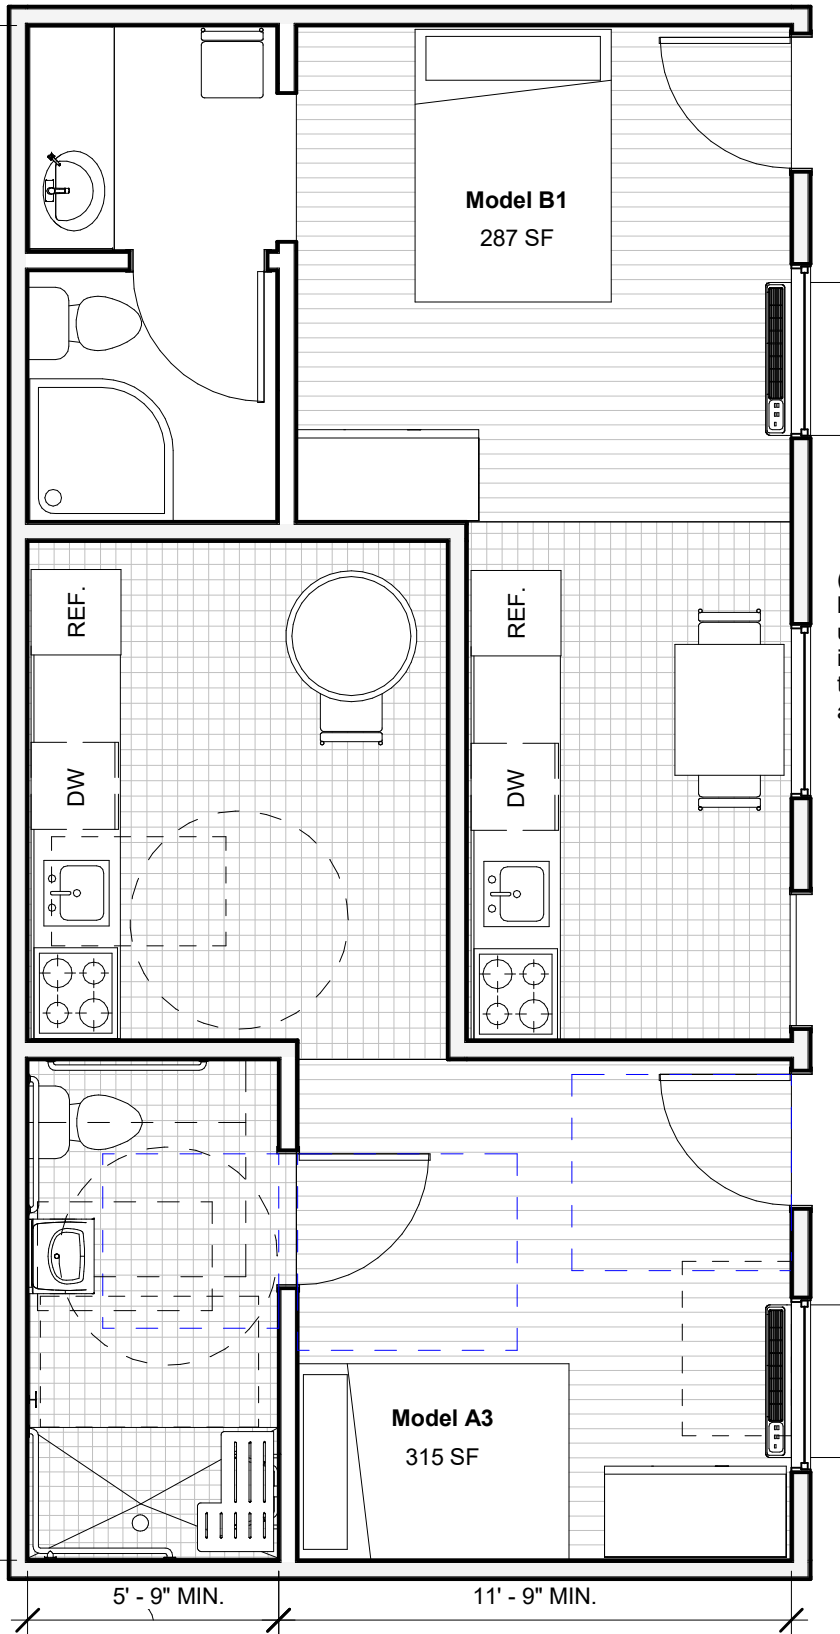 Model B1
287 SF
REF.
REF.
DW
DW
Model A3
315 SF
5' - 9" MIN.
11' - 9" MIN.